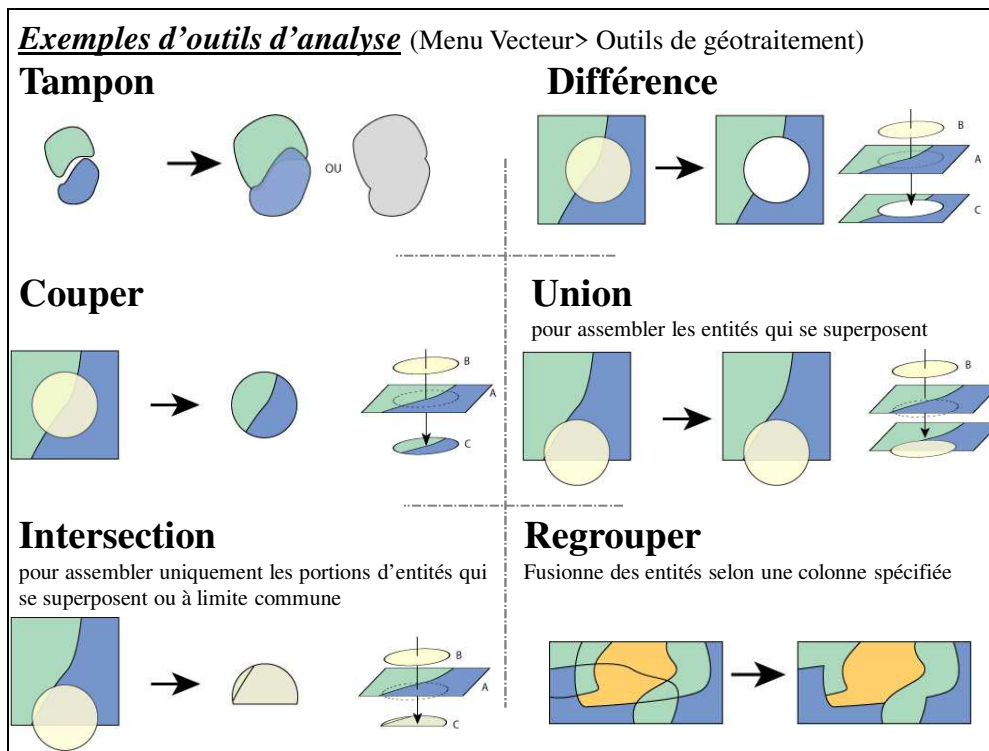 Exemples d'outils d'analyse (Menu Vecteur> Outils de géotraitement)
Tampon
OU
Différence
B
A
C
Couper
B
A
C
Union
pour assembler les entités qui se superposent
B
A
C
Intersection
pour assembler uniquement les portions d'entités qui
se superposent ou à limite commune
B
A
C
Regrouper
Fusionne des entités selon une colonne spécifiée